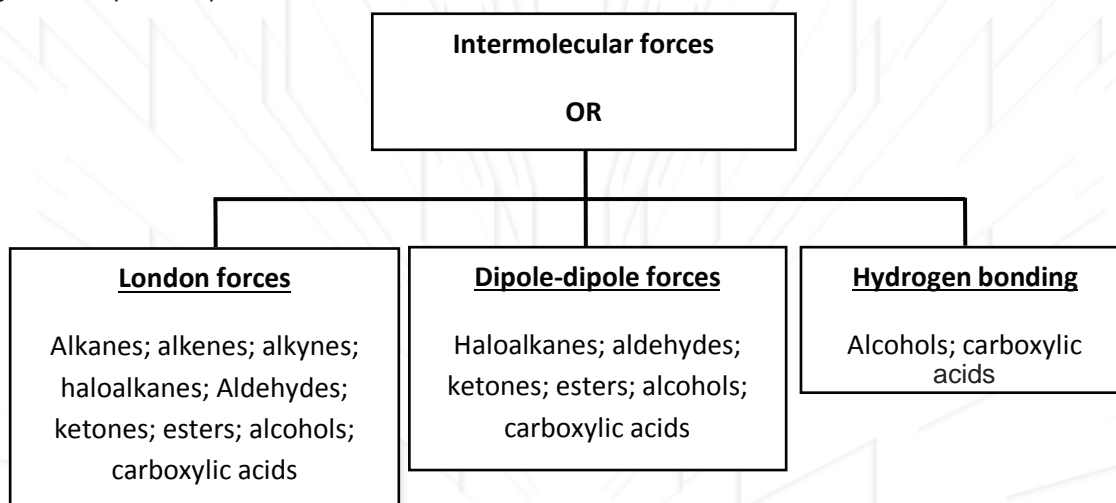 Intermolecular forces
OR
London forces
Alkanes; alkenes; alkynes;
haloalkanes; Aldehydes;
ketones; esters; alcohols;
carboxylic acids
Dipole-dipole forces
Haloalkanes; aldehydes;
ketones; esters; alcohols;
carboxylic acids
Hydrogen bonding
Alcohols; carboxylic
acids